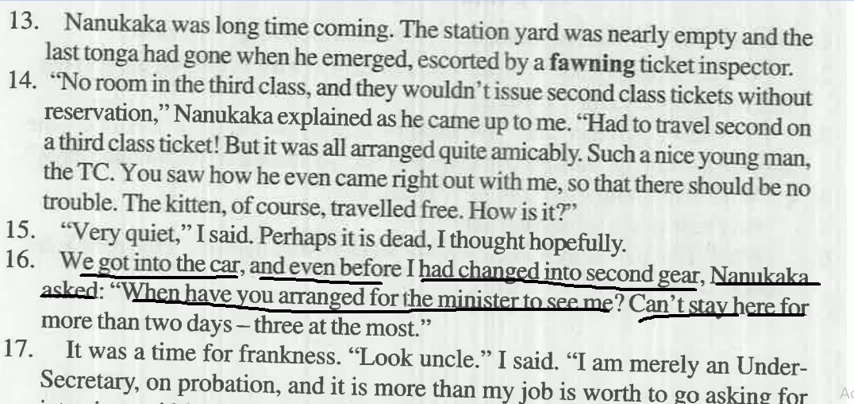 13. Nanukaka was long time coming. The station yard was nearly empty and the
last tonga had gone when he emerged, escorted by a fawning ticket inspector.
14. “No room in the third class, and they wouldn’t issue second class tickets without
reservation,” Nanukaka explained as he came up to me. “Had to travel second on
a third class ticket! But it was all arranged quite amicably. Such a nice young man,
the TC. You saw how he even came right out with me, so that there should be no
trouble. The kitten, of course, travelled free. How is it?”
15. “Very quiet,” I said. Perhaps it is dead, I thought hopefully.
16. We got into the car, and even before I had changed into second gear, Nanukaka
asked: “When have you arranged for the minister to see me? Can’t stay here for
more than two days – three at the most.”
17. It was a time for frankness. “Look uncle.” I said. “I am merely an Under-
Secretary, on probation, and it is more than my job is worth to go asking for